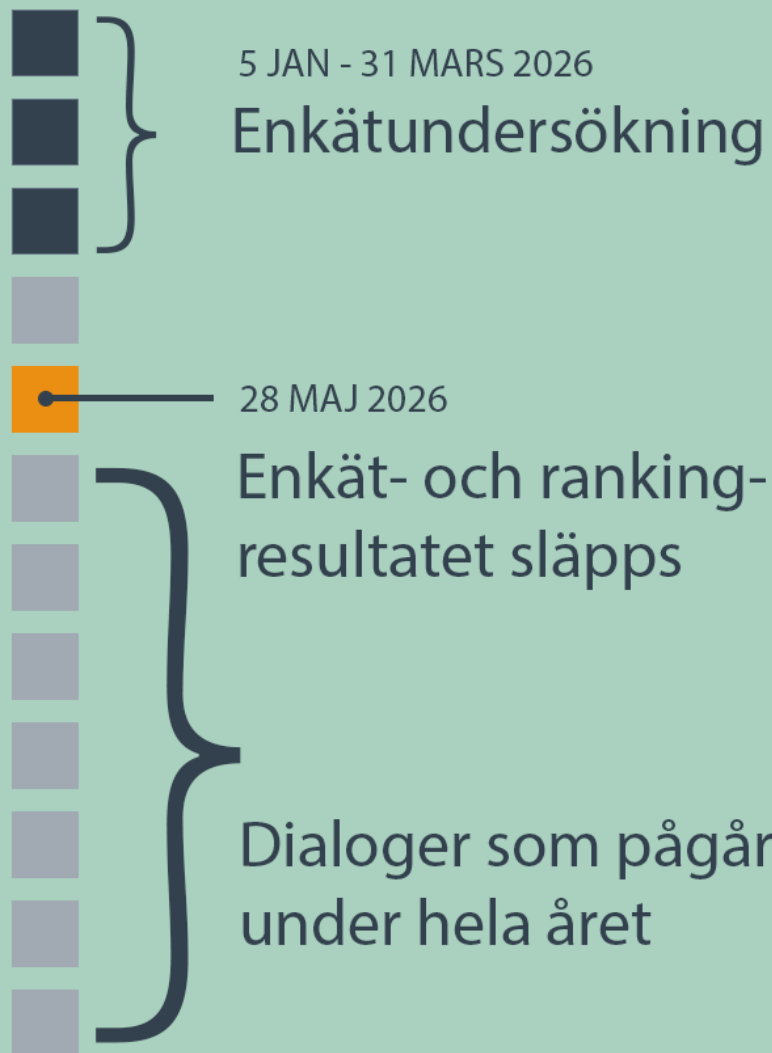 5 JAN - 31 MARS 2026
Enkätundersökning
28 MAJ 2026
Enkät- och ranking-
resultatet släpps
Dialoger som pågår
under hela året